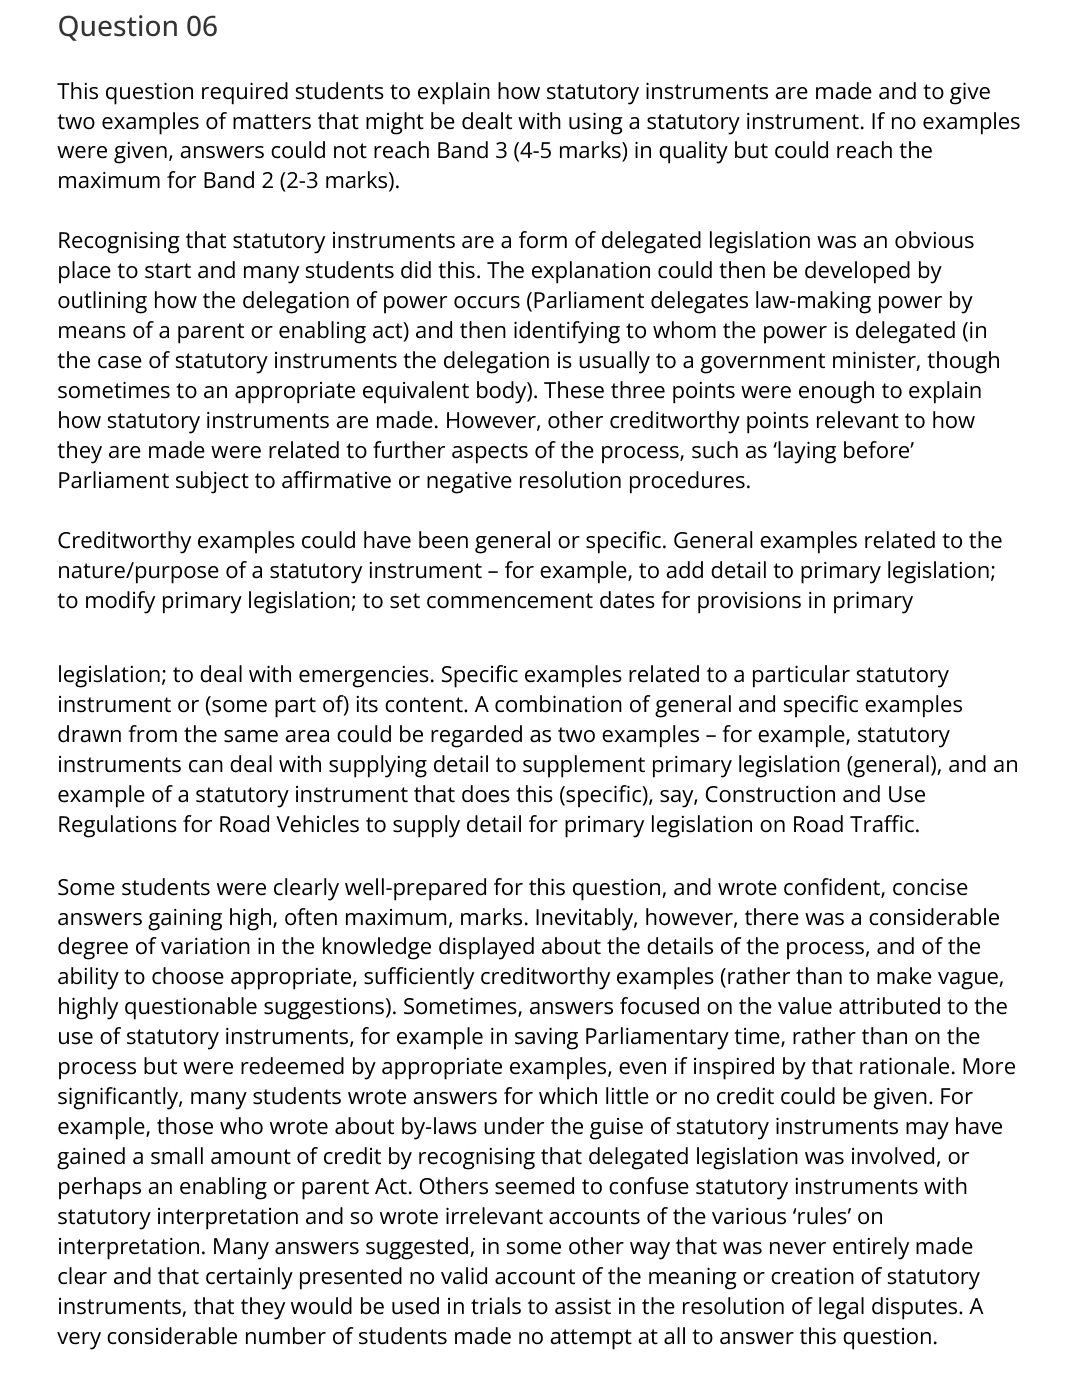 Question 06
This question required students to explain how statutory instruments are made and to give
two examples of matters that might be dealt with using a statutory instrument. If no examples
were given, answers could not reach Band 3 (4-5 marks) in quality but could reach the
maximum for Band 2 (2-3 marks).
Recognising that statutory instruments are a form of delegated legislation was an obvious
place to start and many students did this. The explanation could then be developed by
outlining how the delegation of power occurs (Parliament delegates law-making power by
means of a parent or enabling act) and then identifying to whom the power is delegated (in
the case of statutory instruments the delegation is usually to a government minister, though
sometimes to an appropriate equivalent body). These three points were enough to explain
how statutory instruments are made. However, other creditworthy points relevant to how
they are made were related to further aspects of the process, such as ‘laying before’
Parliament subject to affirmative or negative resolution procedures.
Creditworthy examples could have been general or specific. General examples related to the
nature/purpose of a statutory instrument – for example, to add detail to primary legislation;
to modify primary legislation; to set commencement dates for provisions in primary
legislation; to deal with emergencies. Specific examples related to a particular statutory
instrument or (some part of) its content. A combination of general and specific examples
drawn from the same area could be regarded as two examples – for example, statutory
instruments can deal with supplying detail to supplement primary legislation (general), and an
example of a statutory instrument that does this (specific), say, Construction and Use
Regulations for Road Vehicles to supply detail for primary legislation on Road Traffic.
Some students were clearly well-prepared for this question, and wrote confident, concise
answers gaining high, often maximum, marks. Inevitably, however, there was a considerable
degree of variation in the knowledge displayed about the details of the process, and of the
ability to choose appropriate, sufficiently creditworthy examples (rather than to make vague,
highly questionable suggestions). Sometimes, answers focused on the value attributed to the
use of statutory instruments, for example in saving Parliamentary time, rather than on the
process but were redeemed by appropriate examples, even if inspired by that rationale. More
significantly, many students wrote answers for which little or no credit could be given. For
example, those who wrote about by-laws under the guise of statutory instruments may have
gained a small amount of credit by recognising that delegated legislation was involved, or
perhaps an enabling or parent Act. Others seemed to confuse statutory instruments with
statutory interpretation and so wrote irrelevant accounts of the various ‘rules’ on
interpretation. Many answers suggested, in some other way that was never entirely made
clear and that certainly presented no valid account of the meaning or creation of statutory
instruments, that they would be used in trials to assist in the resolution of legal disputes. A
very considerable number of students made no attempt at all to answer this question.